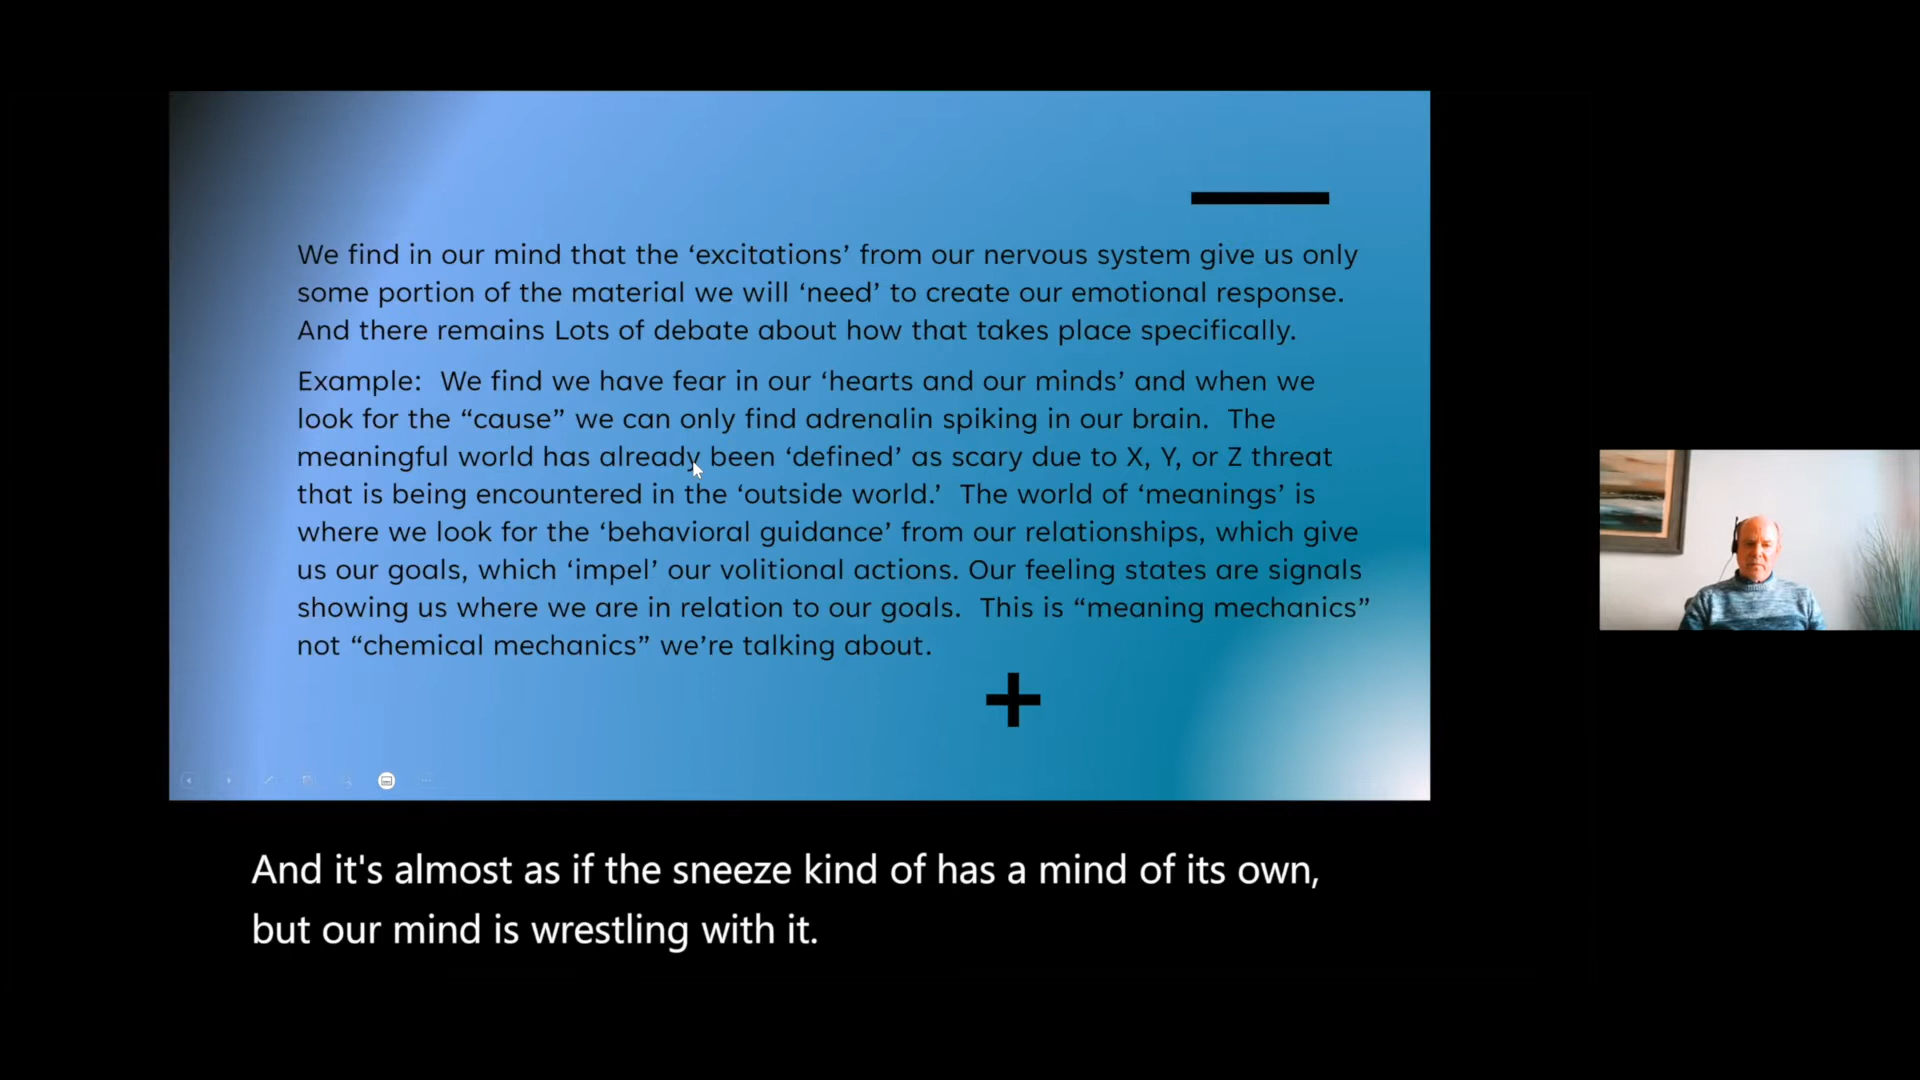 We find in our mind that the ‘excitations’ from our nervous system give us only
some portion of the material we will ‘need’ to create our emotional response.
And there remains Lots of debate about how that takes place specifically.
Example:  We find we have fear in our ‘hearts and our minds’ and when we
look for the “cause” we can only find adrenalin spiking in our brain.  The
meaningful world has already been ‘defined’ as scary due to X, Y, or Z threat
that is being encountered in the ‘outside world.’  The world of ‘meanings’ is
where we look for the ‘behavioral guidance’ from our relationships, which give
us our goals, which ‘impel’ our volitional actions. Our feeling states are signals
showing us where we are in relation to our goals.  This is “meaning mechanics”
not “chemical mechanics” we’re talking about.
And it's almost as if the sneeze kind of has a mind of its own,
but our mind is wrestling with it.